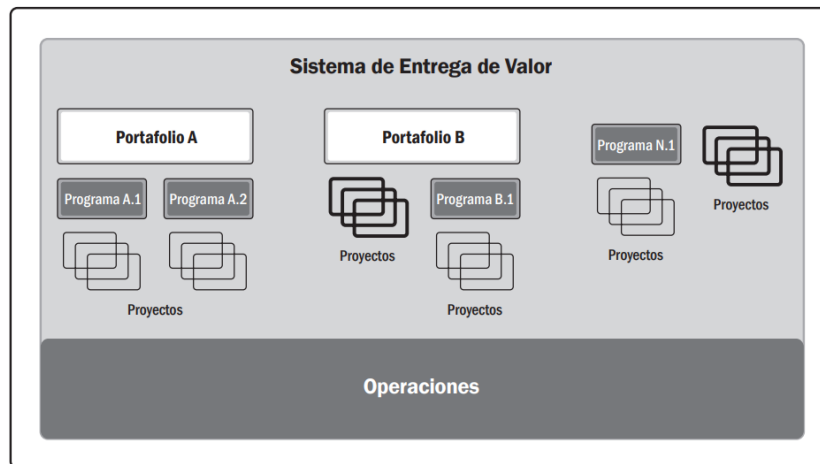 Sistema de Entrega de Valor
Portafolio A
Portafolio B
Programa N.1
Programa A.1
Programa A.2
Programa B.1
Proyectos
Proyectos
Proyectos
Proyectos
Proyectos
Operaciones